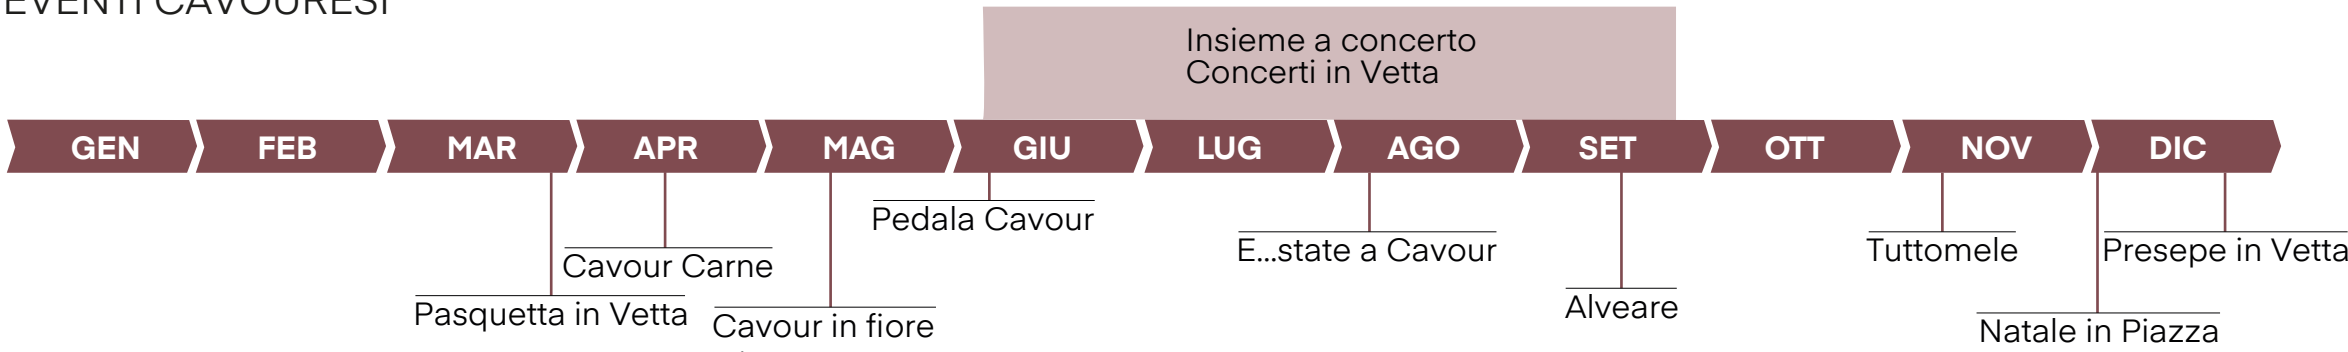 EVENTI CAVOURESI
Insieme a concerto
Concerti in Vetta
GEN FEB MAR APR MAG GIU LUG AGO SET OTT NOV DIC
Pedala Cavour
E...state a Cavour
Tuttomele
Presepe in Vetta
Cavour Carne
Alveare
Pasquetta in Vetta
Cavour in fiore
Natale in Piazza